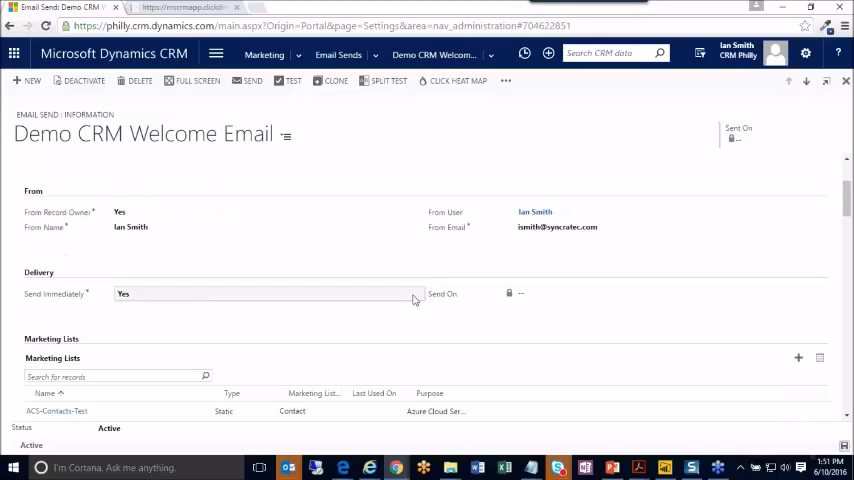 Email Send: Demo CRM W
https://mscrmapp.clickdi
https://philly.crm.dynamics.com/main.aspx?Origin=Portal&page=Settings&area=nav_administration#704622851
Microsoft Dynamics CRM
Marketing
Email Sends
Demo CRM Welcom...
Search CRM data
Ian Smith
CRM Philly
?
NEW
DEACTIVATE
DELETE
FULL SCREEN
SEND
TEST
CLONE
SPLIT TEST
CLICK HEAT MAP
EMAIL SEND : INFORMATION
Demo CRM Welcome Email
Sent On
--
From
From Record Owner* Yes
From User Ian Smith
From Name* Ian Smith
From Email* ismith@syncratec.com
Delivery
Send Immediately* Yes
Send On --
Marketing Lists
Marketing Lists
Search for records
Name Type Marketing List... Last Used On Purpose
ACS-Contacts-Test Static Contact Azure Cloud Ser...
Status Active
Active
I'm Cortana. Ask me anything.
1:51 PM
6/10/2016